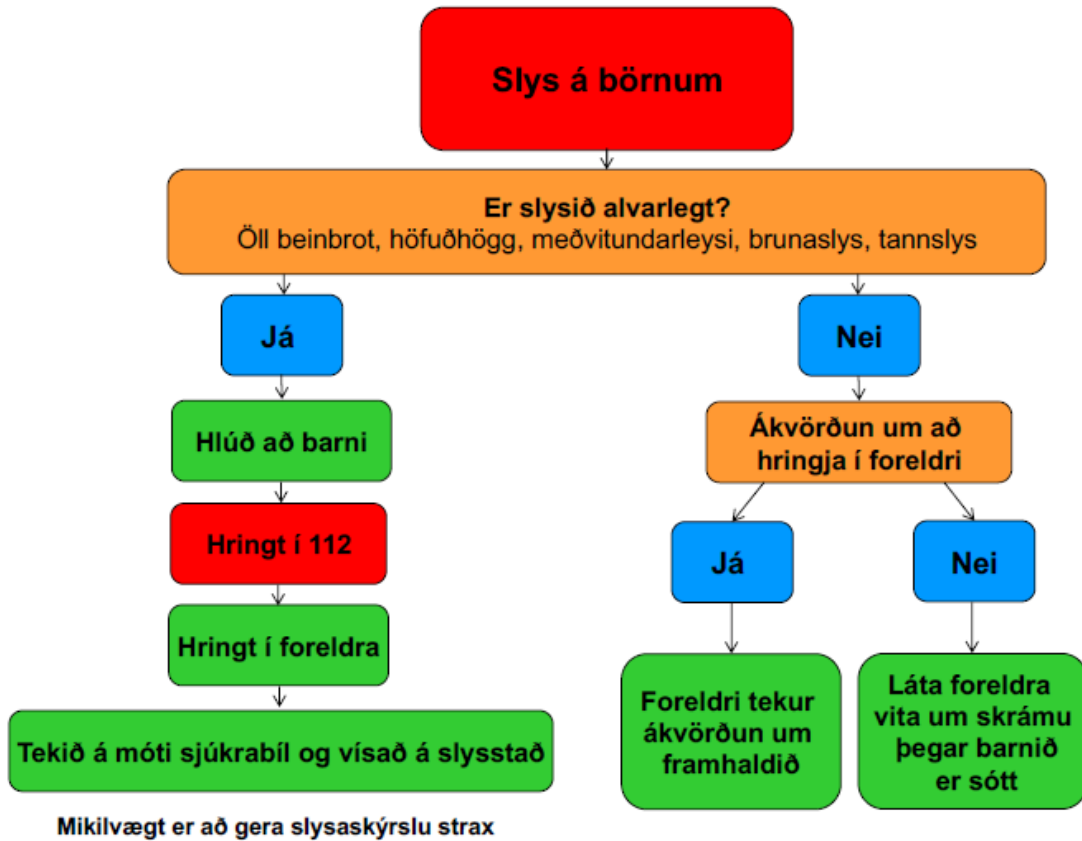 Slys á börnum
Er slysið alvarlegt?
Öll beinbrot, höfuðhögg, meðvitundarleysi, brunaslys, tannslys
Já
Hlúð að barni
Hringt í 112
Hringt í foreldra
Tekið á móti sjúkrabíl og vísað á slysstað
Mikilvægt er að gera slysaskýrslu strax
Nei
Ákvörðun um að
hringja í foreldri
Já
Foreldri tekur
ákvörðun um
framhaldið
Nei
Láta foreldra
vita um skrámu
þegar barnið
er sótt